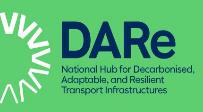 DARe
National Hub for Decarbonised,
Adaptable, and Resilient
Transport Infrastructures